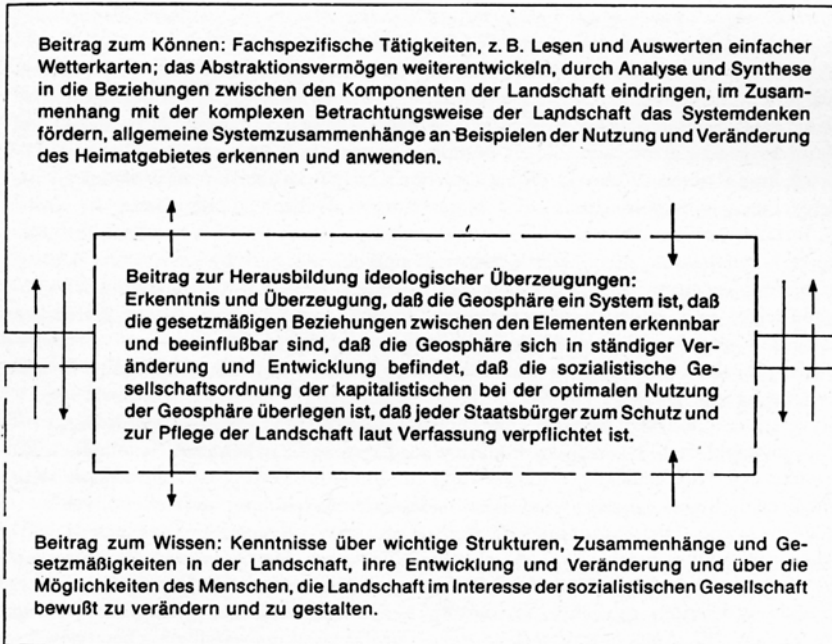 Beitrag zum Können: Fachspezifische Tätigkeiten, z. B. Lesen und Auswerten einfacher
Wetterkarten; das Abstraktionsvermögen weiterentwickeln, durch Analyse und Synthese
in die Beziehungen zwischen den Komponenten der Landschaft eindringen, im Zusam-
menhang mit der komplexen Betrachtungsweise der Landschaft das Systemdenken
fördern, allgemeine Systemzusammenhänge an Beispielen der Nutzung und Veränderung
des Heimatgebietes erkennen und anwenden.
Beitrag zur Herausbildung ideologischer Überzeugungen:
Erkenntnis und Überzeugung, daß die Geosphäre ein System ist, daß
die gesetzmäßigen Beziehungen zwischen den Elementen erkennbar
und beeinflußbar sind, daß die Geosphäre sich in ständiger Ver-
änderung und Entwicklung befindet, daß die sozialistische Ge-
sellschaftsordnung der kapitalistischen bei der optimalen Nutzung
der Geosphäre überlegen ist, daß jeder Staatsbürger zum Schutz und
zur Pflege der Landschaft laut Verfassung verpflichtet ist.
Beitrag zum Wissen: Kenntnisse über wichtige Strukturen, Zusammenhänge und Ge-
setzmäßigkeiten in der Landschaft, ihre Entwicklung und Veränderung und über die
Möglichkeiten des Menschen, die Landschaft im Interesse der sozialistischen Gesellschaft
bewußt zu verändern und zu gestalten.